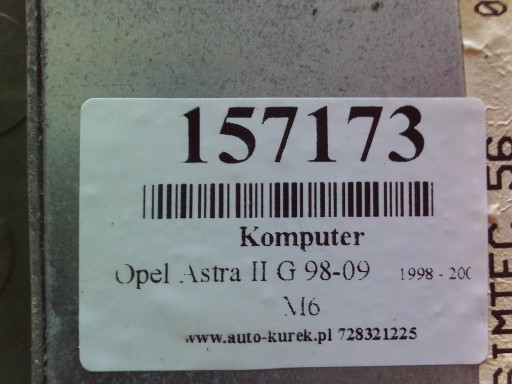 157173
Komputer
Opel Astra II G 98-09 1998 - 200
M6
www.auto-kurek.pl 728321225
SIMTEC 56